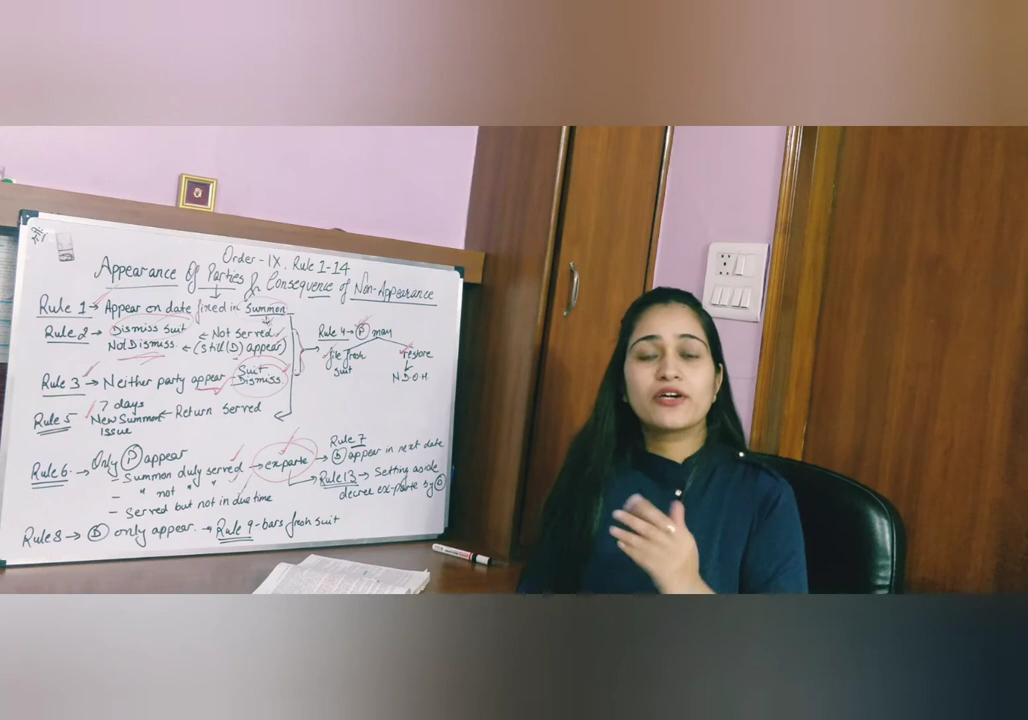 Order-IX. Rule 1-14
Appearance of Parties & Consequence of Non-Appearance
Rule 1 → Appear on date fixed in Summon
Rule 2 → Dismiss suit ← Not served
Not Dismiss. ← (still (D) appear)
Rule 4 → (P) may
file fresh suit
restore
NDOH
Rule 3 → Neither party appear Suit Dismiss
Rule 5 7 days New Summon Issue ← Return Served
Rule 6. → Only (P) appear
- Summon duly served → exparte
- " not " "
- Served but not in due time
Rule 7
→ (D) appear in next date
→ Rule 13 → Setting aside
decree ex-parte by (D)
Rule 8 → (D) only appear. → Rule 9 - bars fresh suit